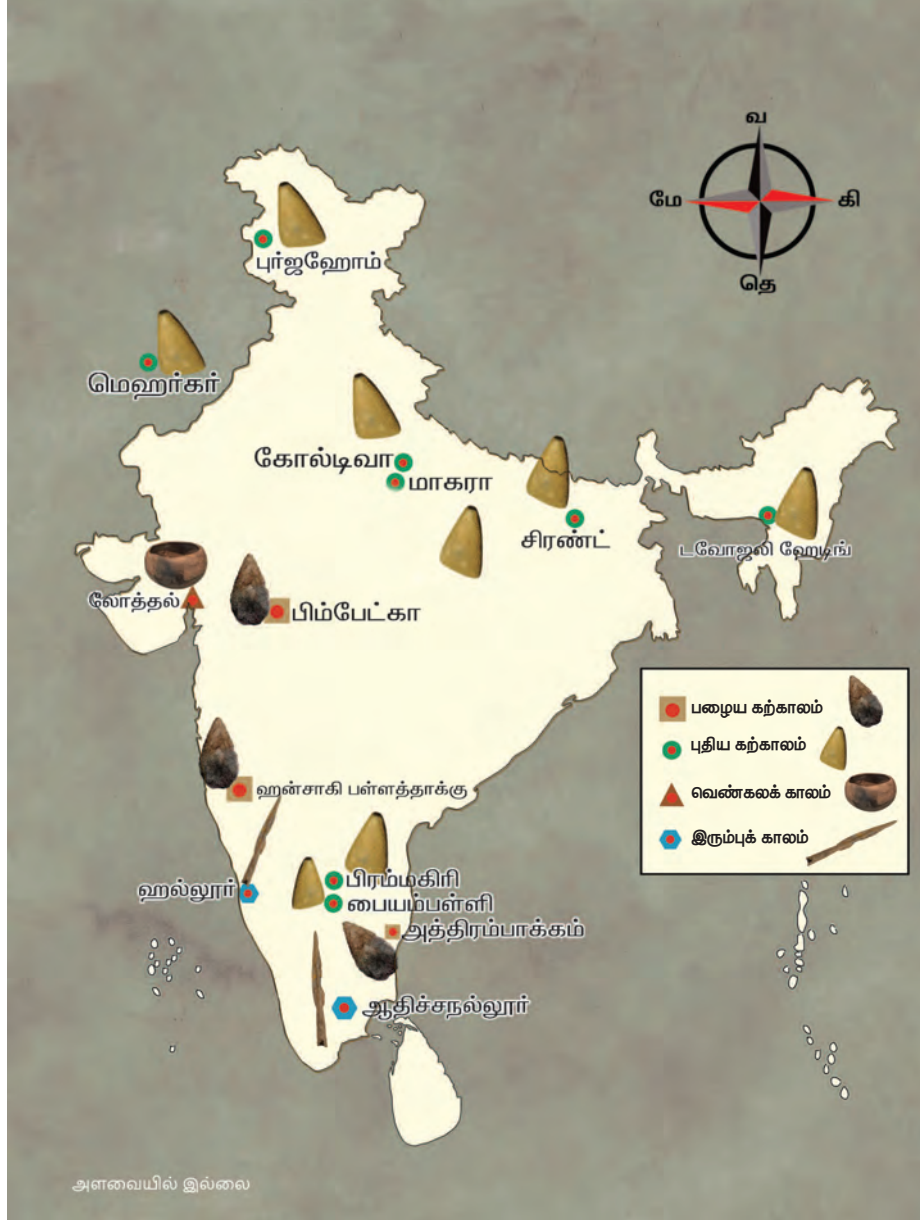 வ
மே
கி
தெ
புர்ஜஹோம்
மெஹர்கர்
கோல்டிவா
மாகரா
சிரண்ட்
டவோஜலி ஹேடிங்
லோத்தல்
பிம்பேட்கா
பழைய கற்காலம்
புதிய கற்காலம்
வெண்கலக் காலம்
இரும்புக் காலம்
ஹன்சாகி பள்ளத்தாக்கு
ஹல்லூர்
பிரம்மகிரி
பையம்பள்ளி
அத்திரம்பாக்கம்
ஆதிச்சநல்லூர்
அளவையில் இல்லை